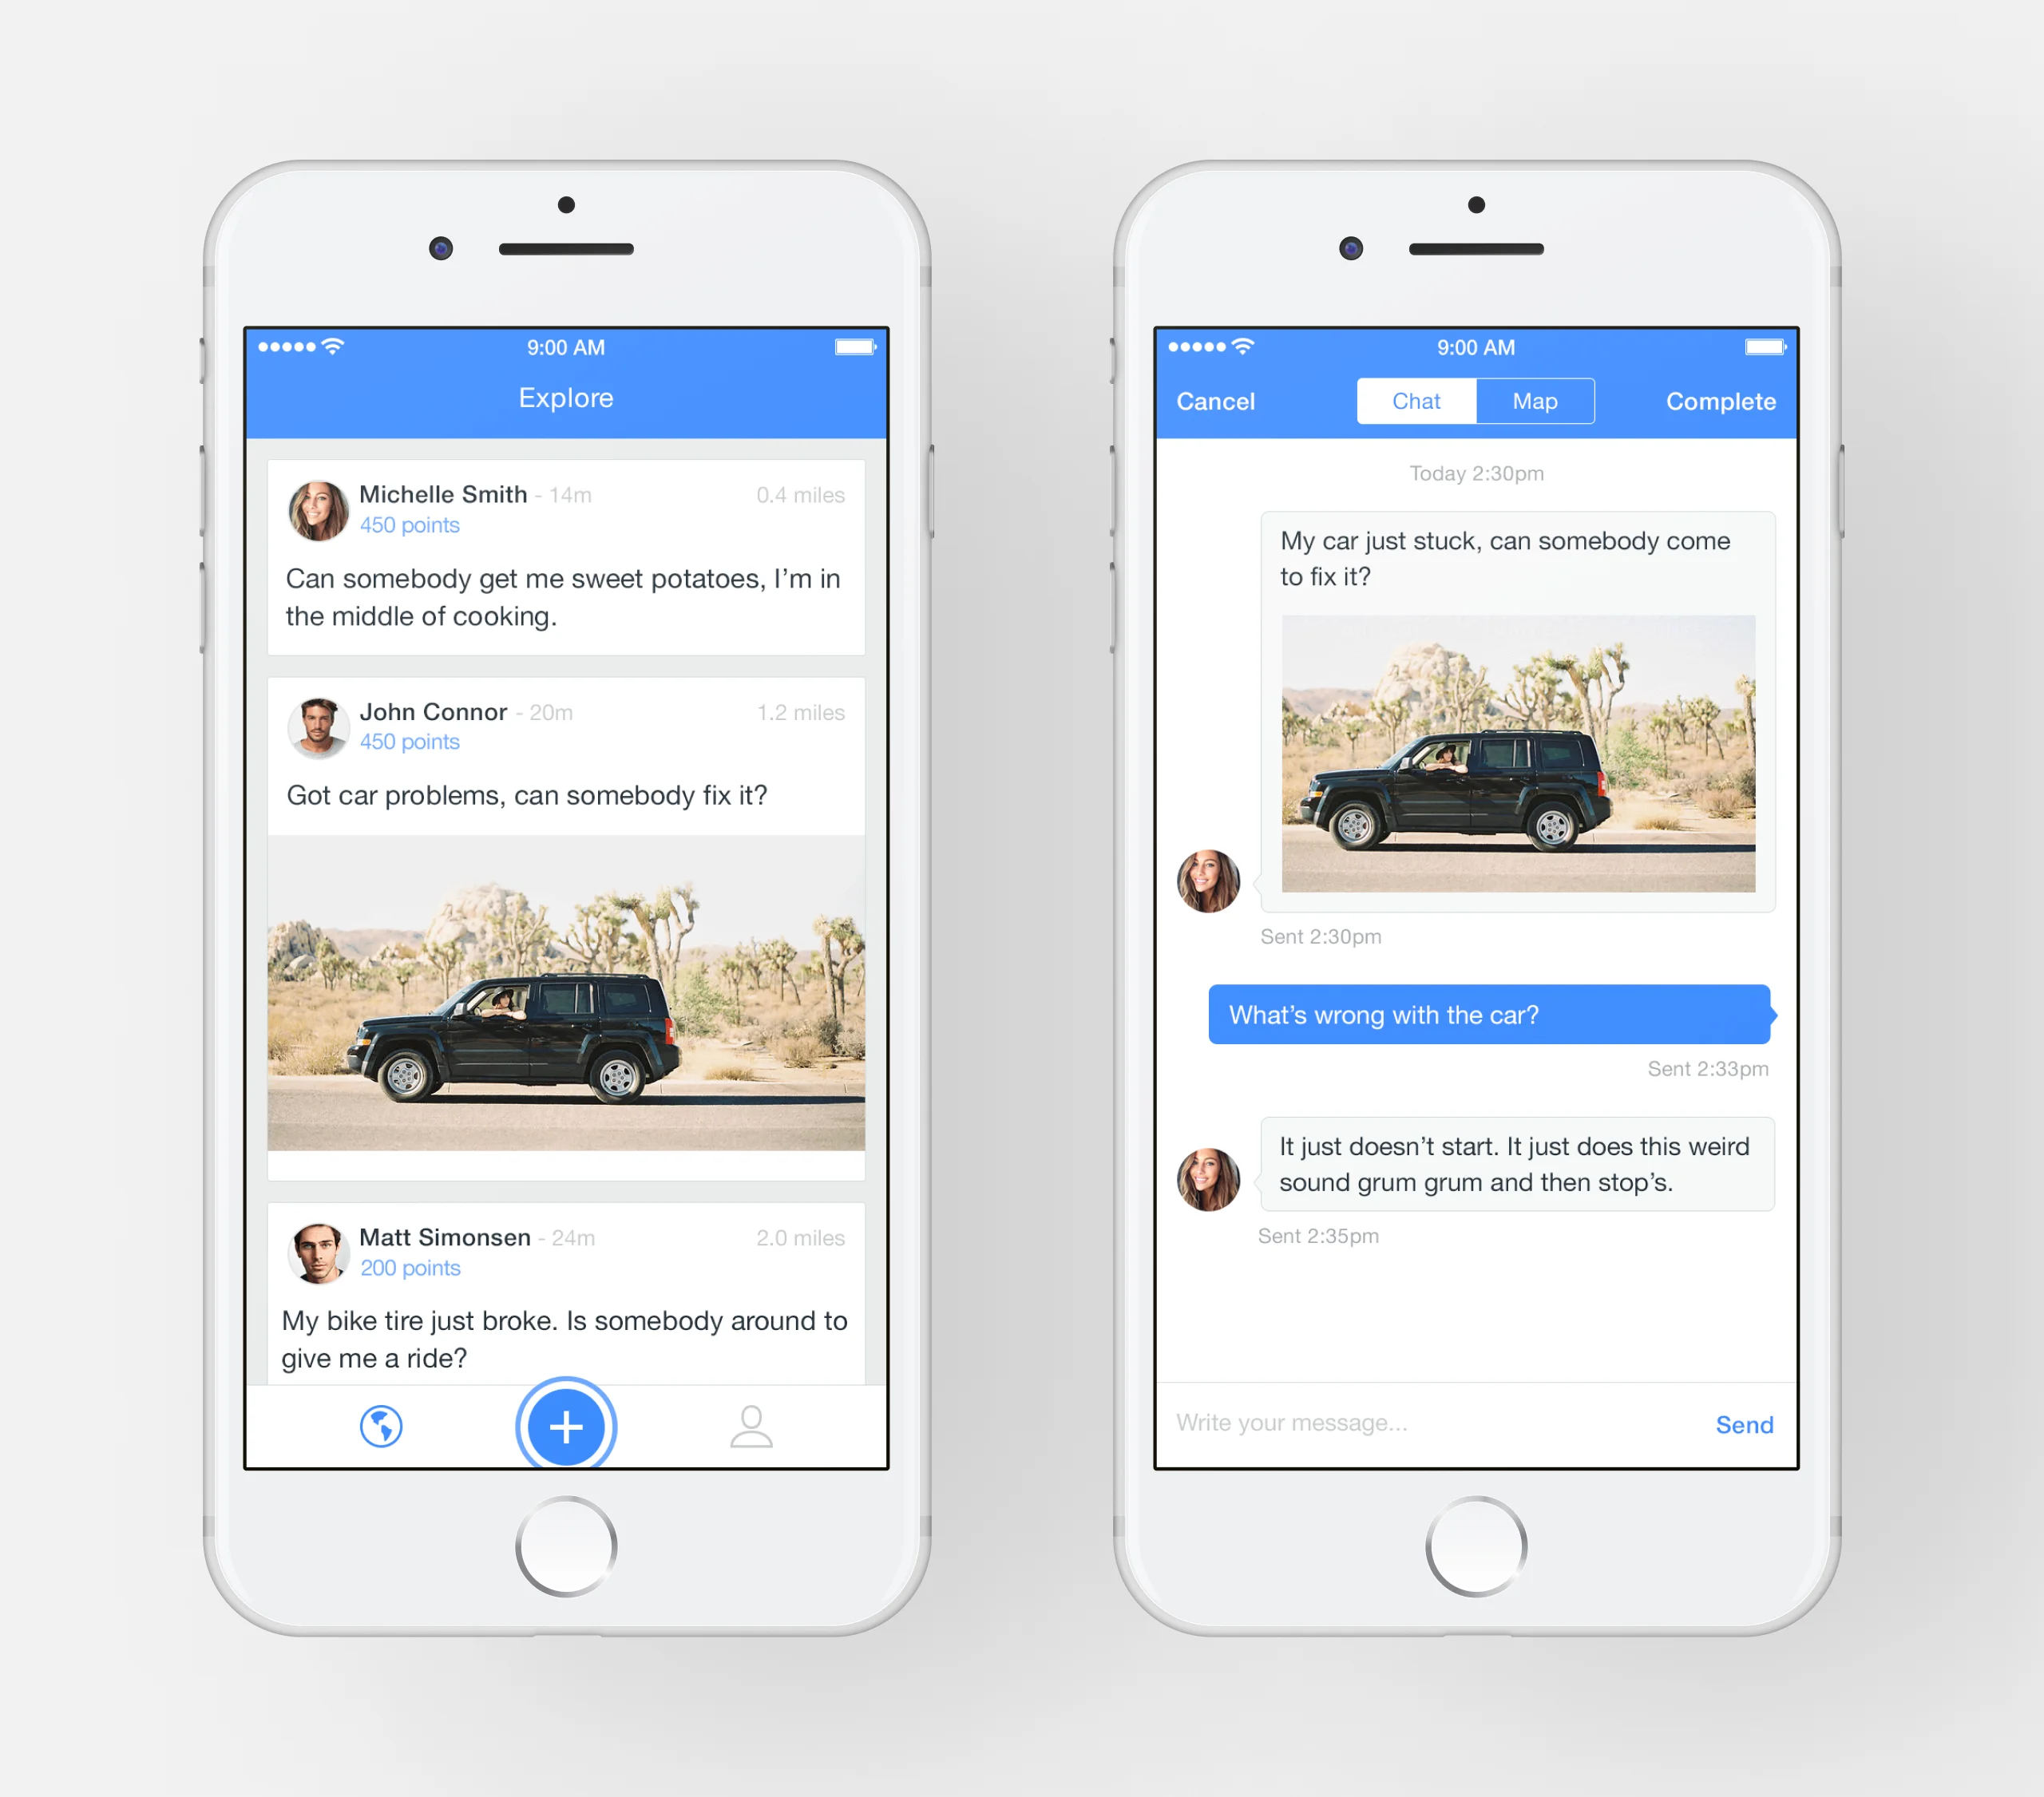 9:00 AM
Explore
Michelle Smith - 14m
0.4 miles
450 points
Can somebody get me sweet potatoes, I’m in
the middle of cooking.
John Connor - 20m
1.2 miles
450 points
Got car problems, can somebody fix it?
Matt Simonsen - 24m
2.0 miles
200 points
My bike tire just broke. Is somebody around to
give me a ride?
9:00 AM
Cancel
Chat
Map
Complete
Today 2:30pm
My car just stuck, can somebody come
to fix it?
Sent 2:30pm
What’s wrong with the car?
Sent 2:33pm
It just doesn’t start. It just does this weird
sound grum grum and then stop’s.
Sent 2:35pm
Write your message...
Send